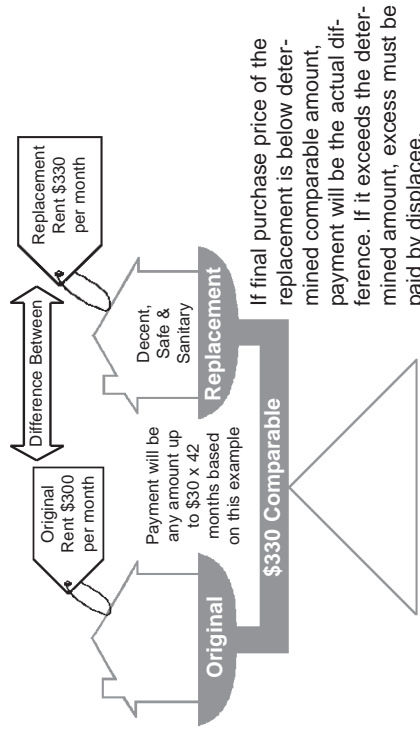 Original
Rent $300
per month
Difference Between
Replacement
Rent $330
per month
Payment will be
any amount up
to $30 x 42
months based
on this example
Decent,
Safe &
Sanitary
Original
Replacement
$330 Comparable
If final purchase price of the
replacement is below deter-
mined comparable amount,
payment will be the actual dif-
ference. If it exceeds the deter-
mined amount, excess must be
paid by displacee.